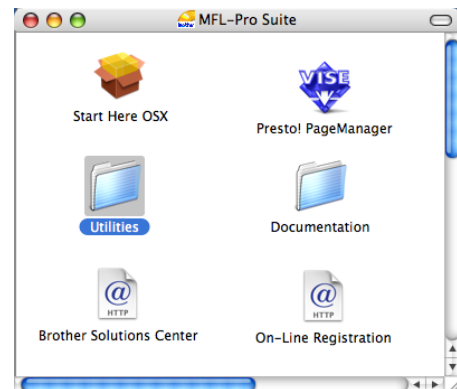 MFL-Pro Suite
Start Here OSX
VISE
Presto! PageManager
Utilities
Documentation
@
HTTP
@
HTTP
Brother Solutions Center
On-Line Registration